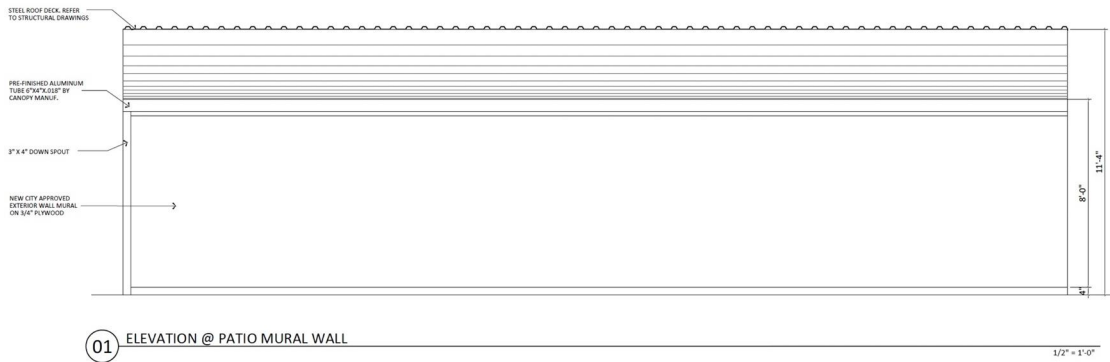 STEEL ROOF DECK. REFER
TO STRUCTURAL DRAWINGS
PRE-FINISHED ALUMINUM
TUBE 6"X4"X.018" BY
CANOPY MANUF.
3" X 4" DOWN SPOUT
NEW CITY APPROVED
EXTERIOR WALL MURAL
ON 3/4" PLYWOOD
11'-4"
8'-0"
4"
01
ELEVATION @ PATIO MURAL WALL
1/2" = 1'-0"